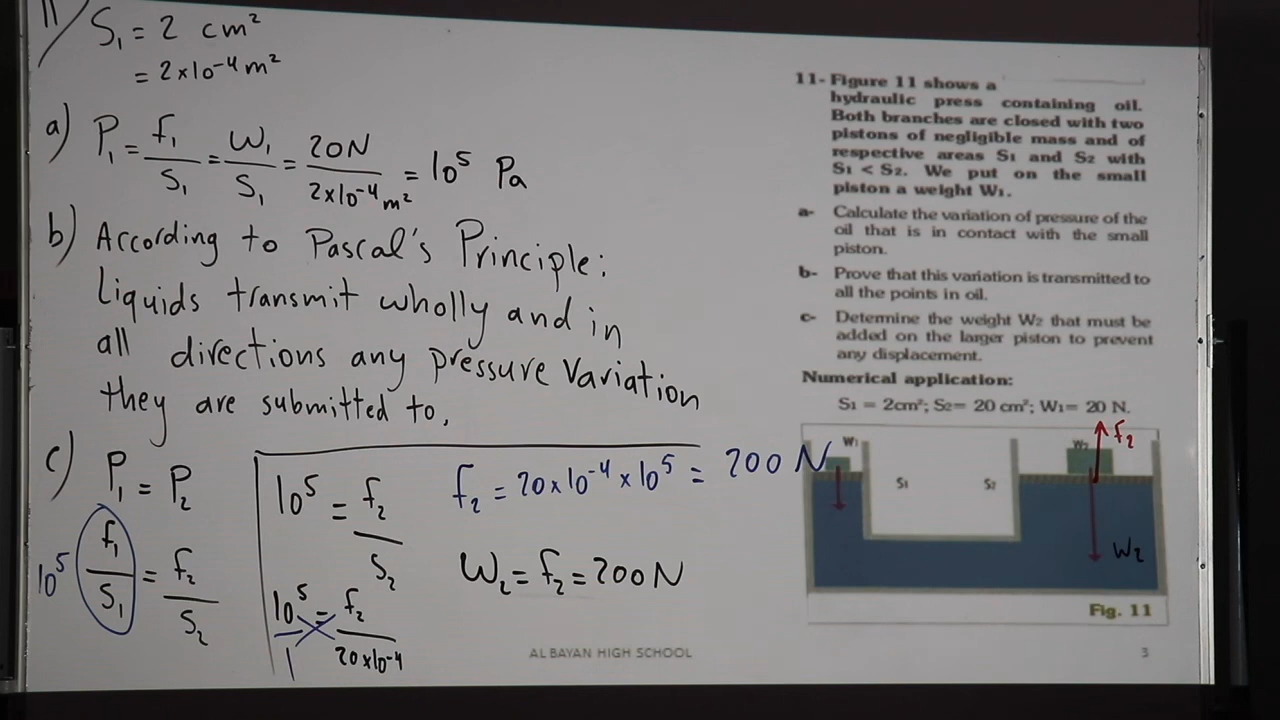 11/ S₁ = 2 cm²
= 2×10⁻⁴ m²
a) P₁ = f₁/S₁ = W₁/S₁ = 20N/2×10⁻⁴m² = 10⁵ Pa
b) According to Pascal's Principle:
Liquids transmit wholly and in
all directions any pressure variation
they are submitted to.
c) P₁ = P₂
10⁵ f₁/S₁ = f₂/S₂
10⁵ = f₂/S₂
10⁵/1 = f₂/20×10⁻⁴
f₂ = 20×10⁻⁴ × 10⁵ = 200 N
W₂ = f₂ = 200N
11- Figure 11 shows a
hydraulic press containing oil.
Both branches are closed with two
pistons of negligible mass and of
respective areas S1 and S2 with
S1 < S2. We put on the small
piston a weight W1.
a- Calculate the variation of pressure of the
oil that is in contact with the small
piston.
b- Prove that this variation is transmitted to
all the points in oil.
c- Determine the weight W2 that must be
added on the larger piston to prevent
any displacement.
Numerical application:
S1 = 2cm²; S2= 20 cm²; W1= 20 N.
f₂
W1
W2
S1
S2
W₂
Fig. 11
AL BAYAN HIGH SCHOOL
3